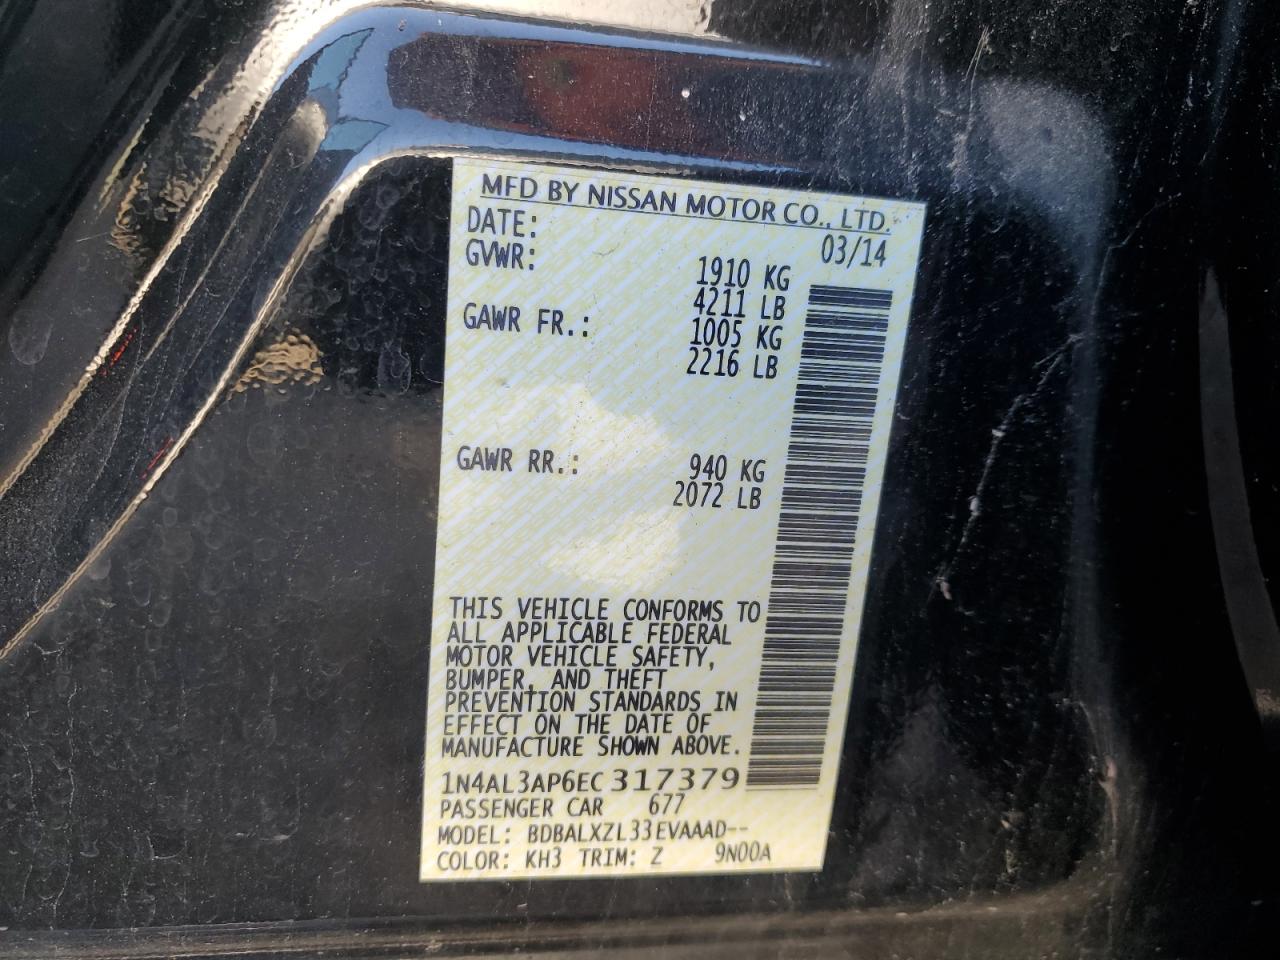 MFD BY NISSAN MOTOR CO., LTD.
DATE: 03/14
GVWR: 1910 KG
4211 LB
GAWR FR.: 1005 KG
2216 LB
GAWR RR.: 940 KG
2072 LB
THIS VEHICLE CONFORMS TO
ALL APPLICABLE FEDERAL
MOTOR VEHICLE SAFETY,
BUMPER, AND THEFT
PREVENTION STANDARDS IN
EFFECT ON THE DATE OF
MANUFACTURE SHOWN ABOVE.
1N4AL3AP6EC317379
PASSENGER CAR 677
MODEL: BDBALXZL33EVAAAD--
COLOR: KH3 TRIM: Z 9N00A